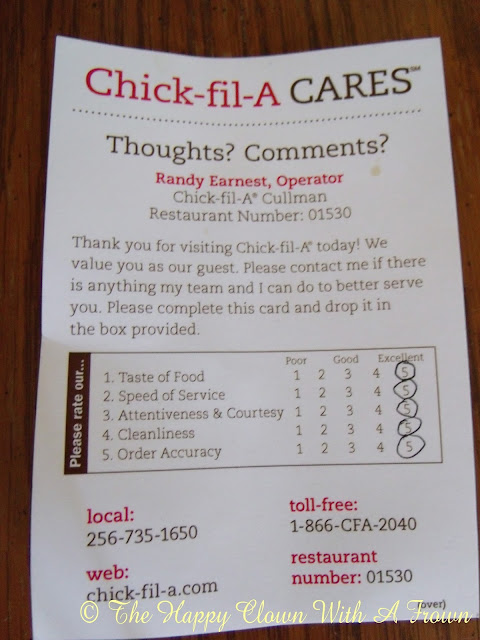 Chick-fil-A CARES℠
Thoughts? Comments?
Randy Earnest, Operator
Chick-fil-A® Cullman
Restaurant Number: 01530
Thank you for visiting Chick-fil-A® today! We
value you as our guest. Please contact me if there
is anything my team and I can do to better serve
you. Please complete this card and drop it in
the box provided.
Please rate our...
Poor Good Excellent
1. Taste of Food 1 2 3 4 5
2. Speed of Service 1 2 3 4 5
3. Attentiveness & Courtesy 1 2 3 4 5
4. Cleanliness 1 2 3 4 5
5. Order Accuracy 1 2 3 4 5
local:
256-735-1650
toll-free:
1-866-CFA-2040
web:
chick-fil-a.com
restaurant
number: 01530
(over)
© The Happy Clown With A Frown